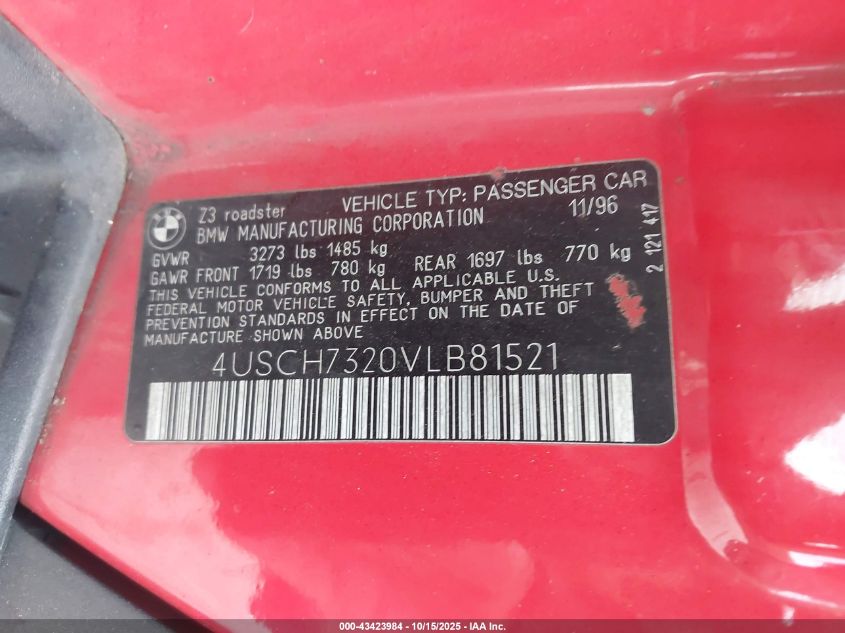 BMW
Z3 roadster VEHICLE TYP: PASSENGER CAR
BMW MANUFACTURING CORPORATION 11/96
GVWR 3273 lbs 1485 kg
GAWR FRONT 1719 lbs 780 kg REAR 1697 lbs 770 kg
THIS VEHICLE CONFORMS TO ALL APPLICABLE U.S.
FEDERAL MOTOR VEHICLE SAFETY, BUMPER AND THEFT
PREVENTION STANDARDS IN EFFECT ON THE DATE OF
MANUFACTURE SHOWN ABOVE
2 121 417
4USCH7320VLB81521
000-43423984 - 10/15/2025 - IAA Inc.